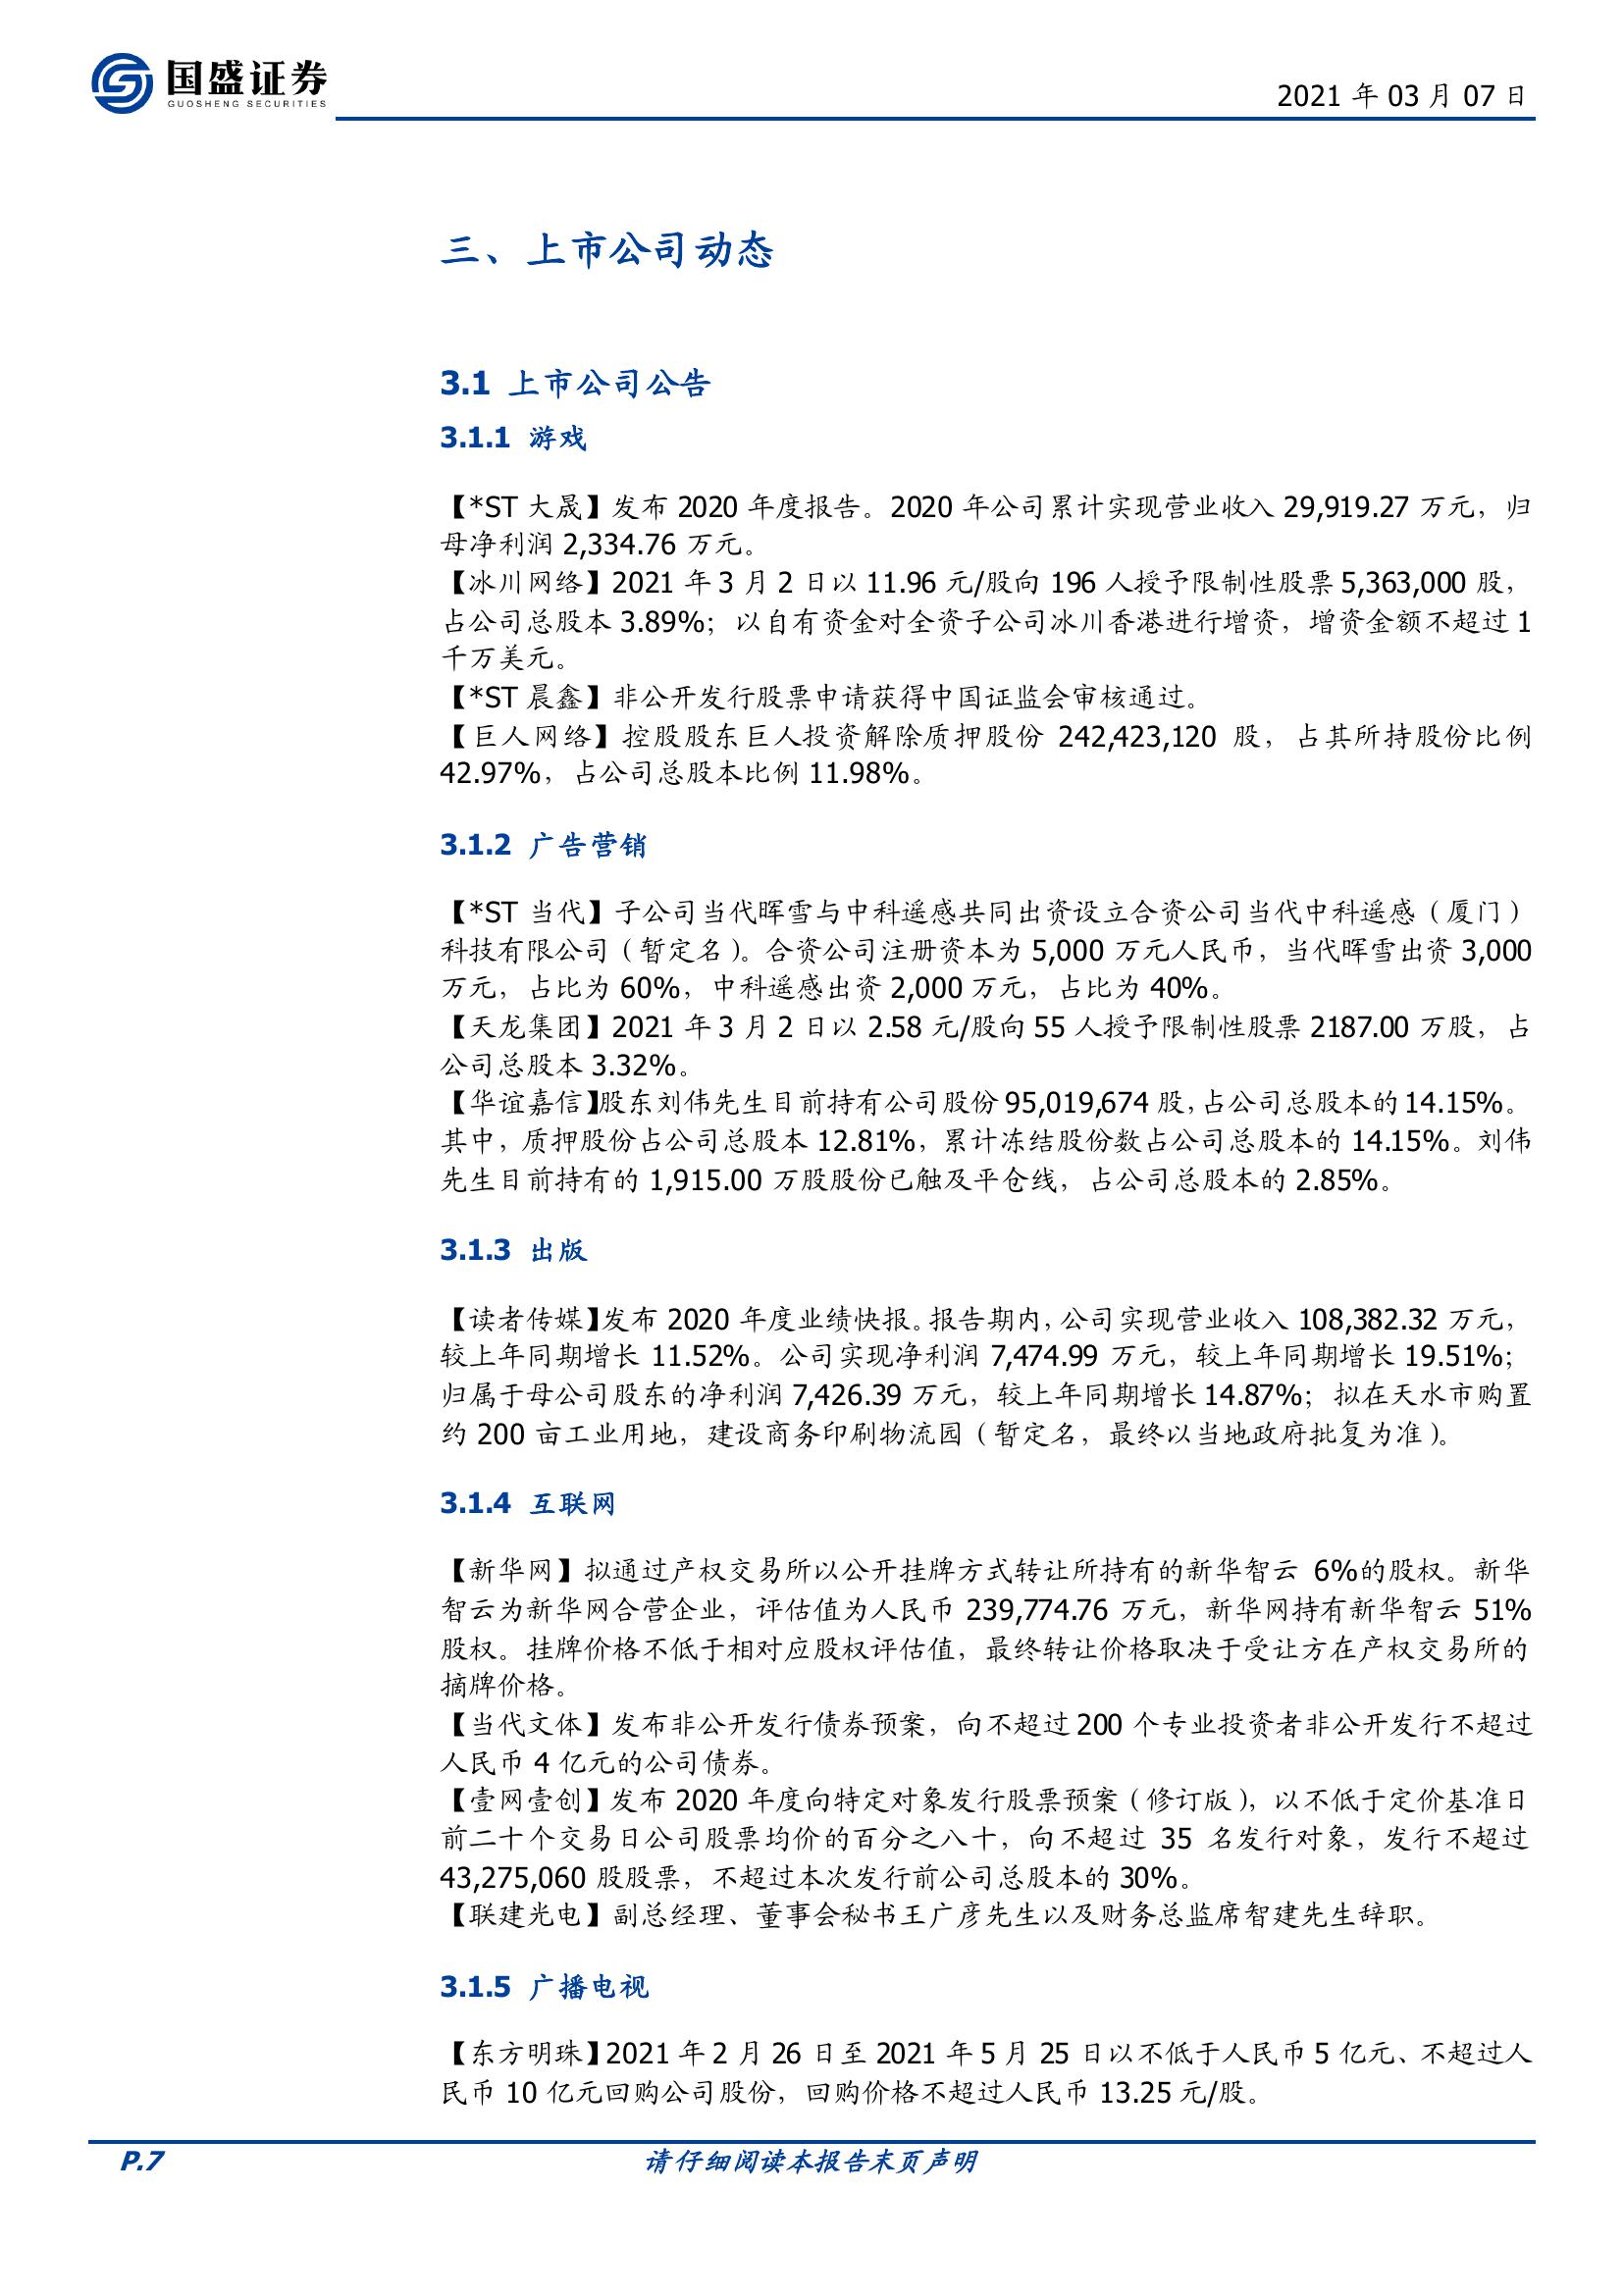 国盛证券
GUOSHENG SECURITIES
2021 年 03 月 07 日
三、上市公司动态
3.1 上市公司公告
3.1.1 游戏
【*ST 大晟】发布 2020 年度报告。2020 年公司累计实现营业收入 29,919.27 万元，归
母净利润 2,334.76 万元。
【冰川网络】2021 年 3 月 2 日以 11.96 元/股向 196 人授予限制性股票 5,363,000 股，
占公司总股本 3.89%；以自有资金对全资子公司冰川香港进行增资，增资金额不超过 1
千万美元。
【*ST 晨鑫】非公开发行股票申请获得中国证监会审核通过。
【巨人网络】控股股东巨人投资解除质押股份 242,423,120 股，占其所持股份比例
42.97%，占公司总股本比例 11.98%。
3.1.2 广告营销
【*ST 当代】子公司当代晖雪与中科遥感共同出资设立合资公司当代中科遥感（厦门）
科技有限公司（暂定名）。合资公司注册资本为 5,000 万元人民币，当代晖雪出资 3,000
万元，占比为 60%，中科遥感出资 2,000 万元，占比为 40%。
【天龙集团】2021 年 3 月 2 日以 2.58 元/股向 55 人授予限制性股票 2187.00 万股，占
公司总股本 3.32%。
【华谊嘉信】股东刘伟先生目前持有公司股份 95,019,674 股，占公司总股本的 14.15%。
其中，质押股份占公司总股本 12.81%，累计冻结股份数占公司总股本的 14.15%。刘伟
先生目前持有的 1,915.00 万股股份已触及平仓线，占公司总股本的 2.85%。
3.1.3 出版
【读者传媒】发布 2020 年度业绩快报。报告期内，公司实现营业收入 108,382.32 万元，
较上年同期增长 11.52%。公司实现净利润 7,474.99 万元，较上年同期增长 19.51%；
归属于母公司股东的净利润 7,426.39 万元，较上年同期增长 14.87%；拟在天水市购置
约 200 亩工业用地，建设商务印刷物流园（暂定名，最终以当地政府批复为准）。
3.1.4 互联网
【新华网】拟通过产权交易所以公开挂牌方式转让所持有的新华智云 6%的股权。新华
智云为新华网合营企业，评估值为人民币 239,774.76 万元，新华网持有新华智云 51%
股权。挂牌价格不低于相对应股权评估值，最终转让价格取决于受让方在产权交易所的
摘牌价格。
【当代文体】发布非公开发行债券预案，向不超过 200 个专业投资者非公开发行不超过
人民币 4 亿元的公司债券。
【壹网壹创】发布 2020 年度向特定对象发行股票预案（修订版），以不低于定价基准日
前二十个交易日公司股票均价的百分之八十，向不超过 35 名发行对象，发行不超过
43,275,060 股股票，不超过本次发行前公司总股本的 30%。
【联建光电】副总经理、董事会秘书王广彦先生以及财务总监席智建先生辞职。
3.1.5 广播电视
【东方明珠】2021 年 2 月 26 日至 2021 年 5 月 25 日以不低于人民币 5 亿元、不超过人
民币 10 亿元回购公司股份，回购价格不超过人民币 13.25 元/股。
P.7
请仔细阅读本报告末页声明